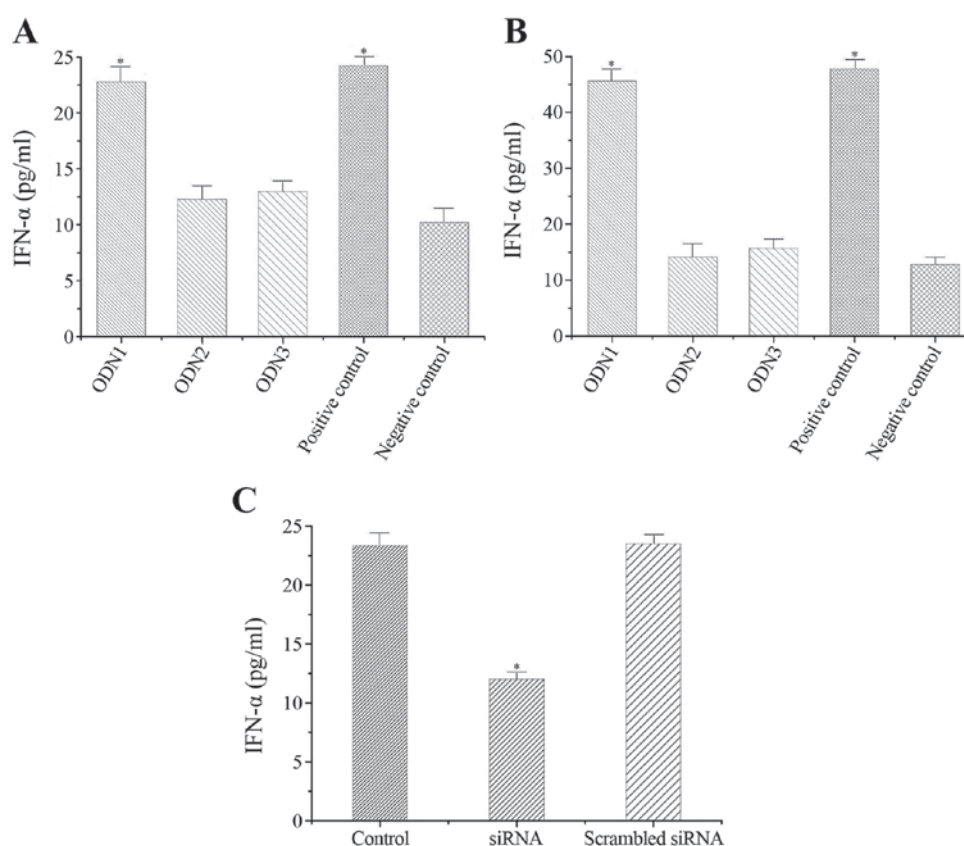 A
IFN-α (pg/ml)
25
20
15
10
5
0
ODN1
ODN2
ODN3
Positive control
Negative control
*
*
B
IFN-α (pg/ml)
50
40
30
20
10
0
ODN1
ODN2
ODN3
Positive control
Negative control
*
*
C
IFN-α (pg/ml)
25
20
15
10
5
0
Control
siRNA
Scrambled siRNA
*